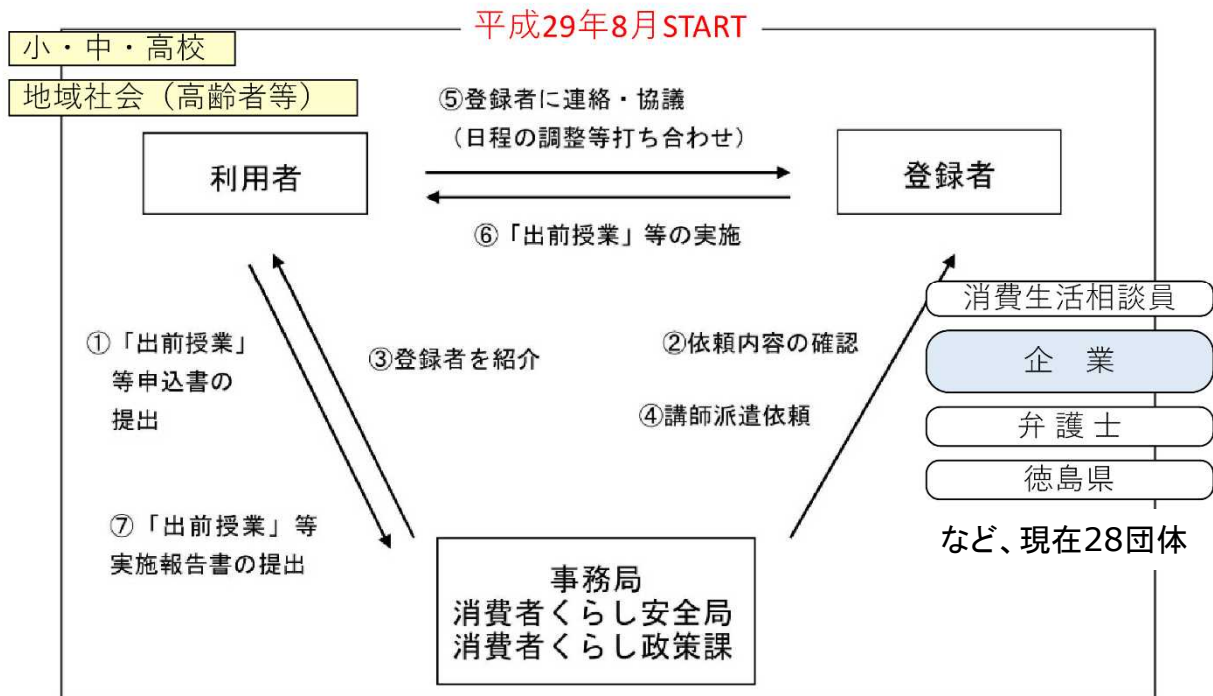 平成29年8月START
小・中・高校
地域社会（高齢者等）
⑤登録者に連絡・協議
（日程の調整等打ち合わせ）
利用者
登録者
⑥「出前授業」等の実施
①「出前授業」
等申込書の
提出
③登録者を紹介
②依頼内容の確認
④講師派遣依頼
消費生活相談員
企　業
弁 護 士
徳島県
など、現在28団体
⑦「出前授業」等
実施報告書の提出
事務局
消費者くらし安全局
消費者くらし政策課